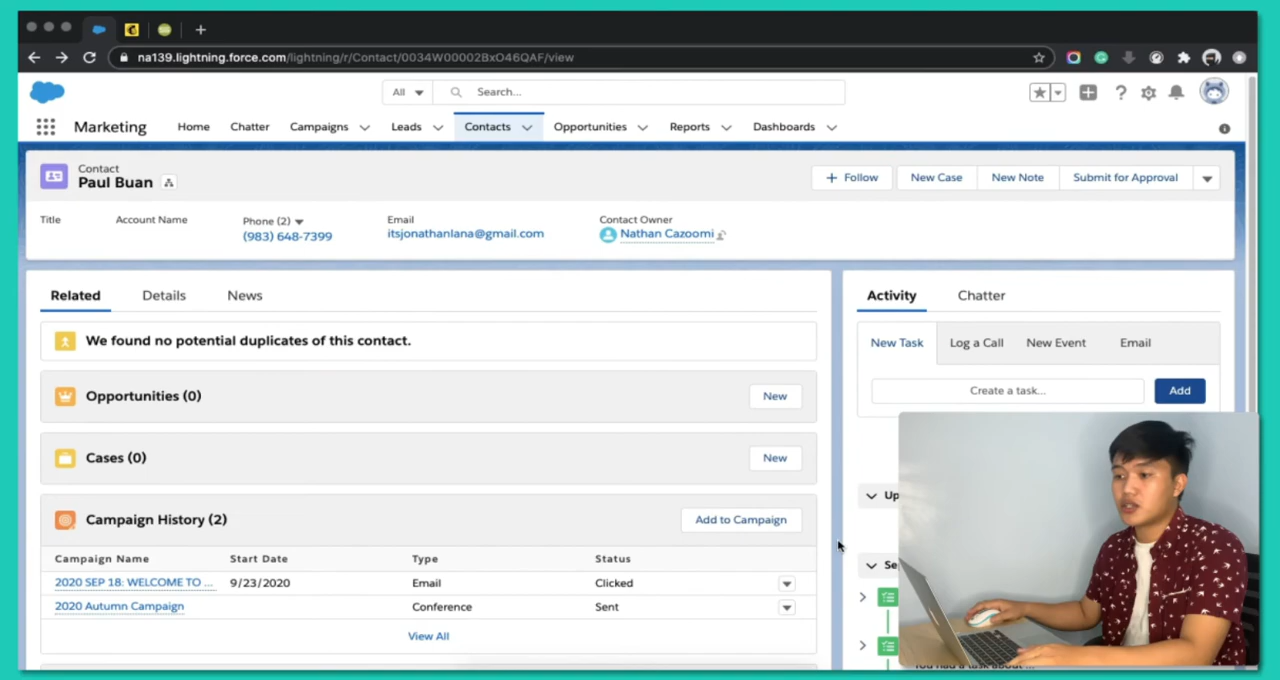 na139.lightning.force.com/lightning/r/Contact/0034W00002BxO46QAF/view
All Search...
Marketing Home Chatter Campaigns Leads Contacts Opportunities Reports Dashboards
Contact
Paul Buan
Follow New Case New Note Submit for Approval
Title Account Name Phone (2) Email Contact Owner
(983) 648-7399 itsjonathanlana@gmail.com Nathan Cazoomi
Related Details News
Activity Chatter
We found no potential duplicates of this contact.
New Task Log a Call New Event Email
Create a task... Add
Opportunities (0) New
Cases (0) New
Campaign History (2) Add to Campaign
Campaign Name Start Date Type Status
2020 SEP 18: WELCOME TO ... 9/23/2020 Email Clicked
2020 Autumn Campaign Conference Sent
View All
Up
Se